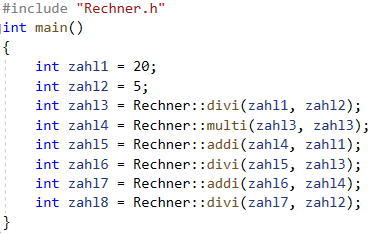 #include "Rechner.h"
int main()
{
    int zahl1 = 20;
    int zahl2 = 5;
    int zahl3 = Rechner::divi(zahl1, zahl2);
    int zahl4 = Rechner::multi(zahl3, zahl3);
    int zahl5 = Rechner::addi(zahl4, zahl1);
    int zahl6 = Rechner::divi(zahl5, zahl3);
    int zahl7 = Rechner::addi(zahl6, zahl4);
    int zahl8 = Rechner::divi(zahl7, zahl2);
}